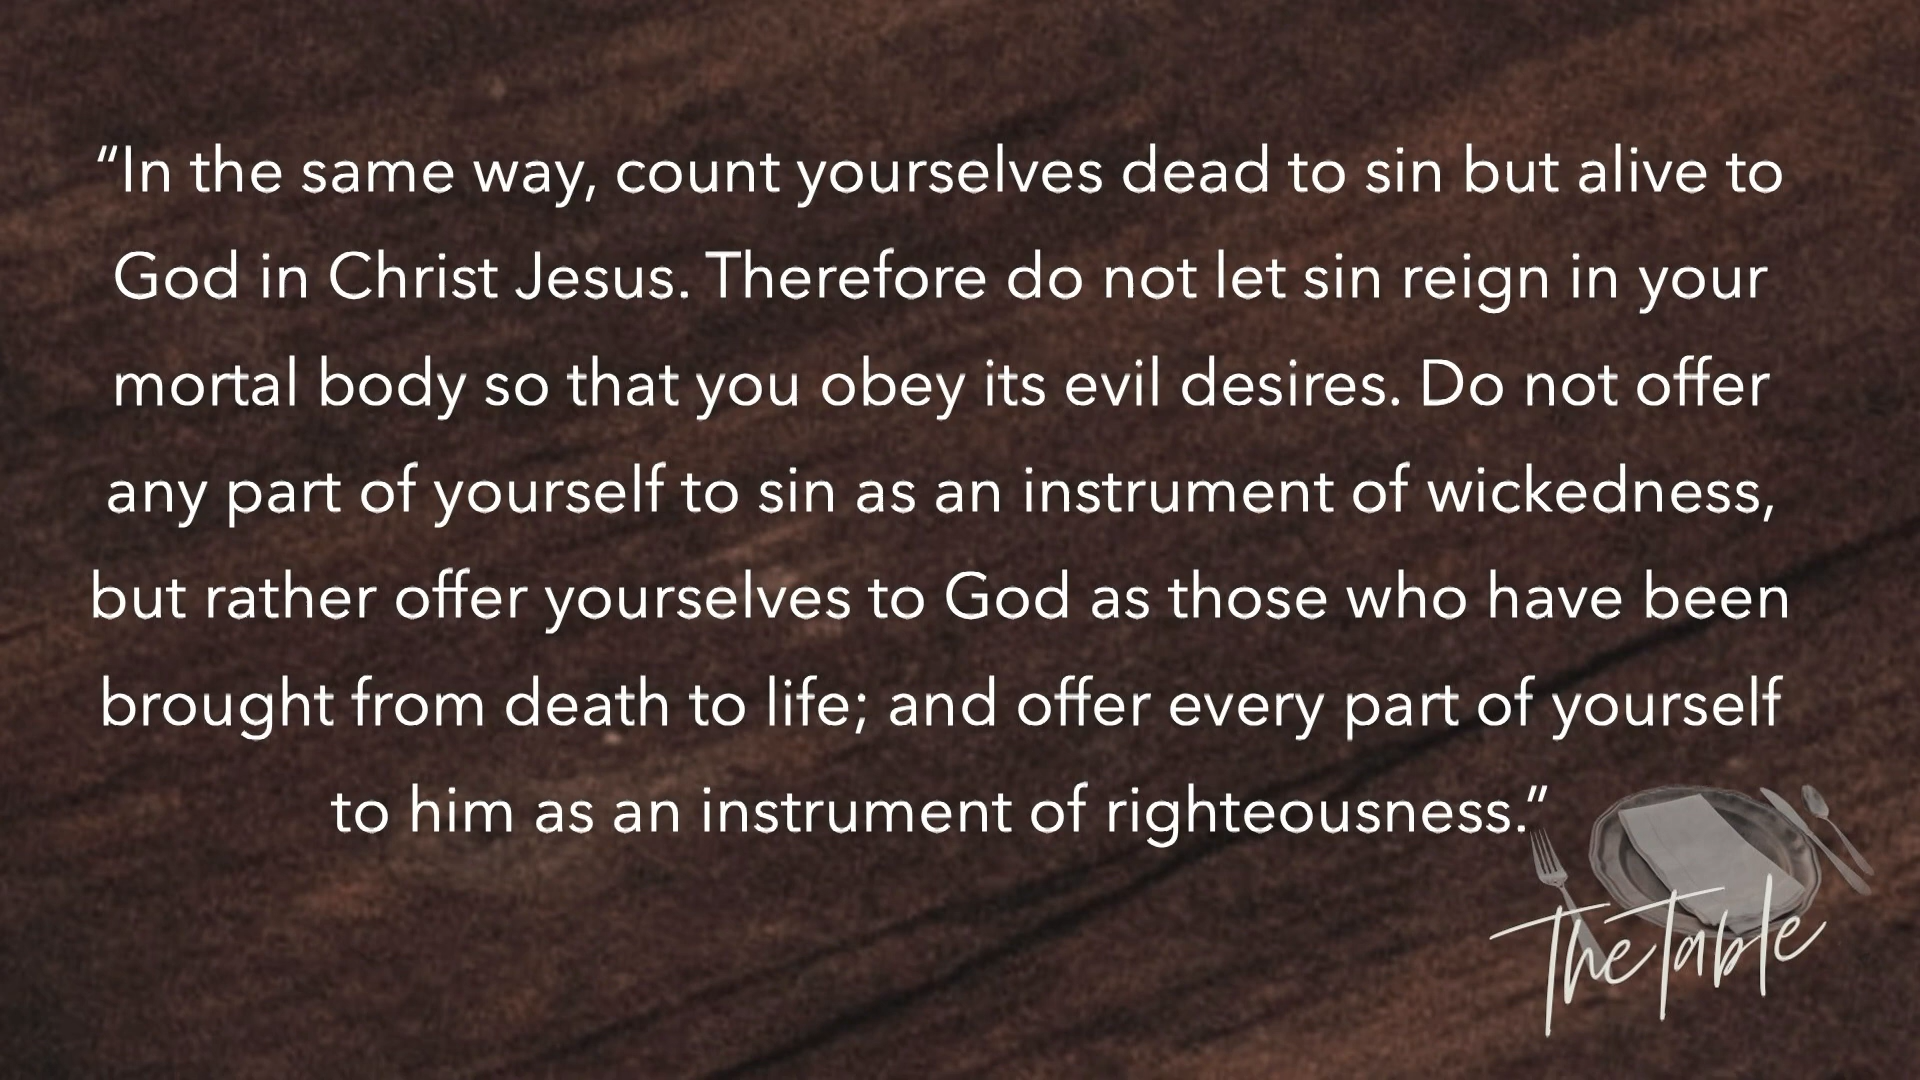 “In the same way, count yourselves dead to sin but alive to
God in Christ Jesus. Therefore do not let sin reign in your
mortal body so that you obey its evil desires. Do not offer
any part of yourself to sin as an instrument of wickedness,
but rather offer yourselves to God as those who have been
brought from death to life; and offer every part of yourself
to him as an instrument of righteousness.”
The Table